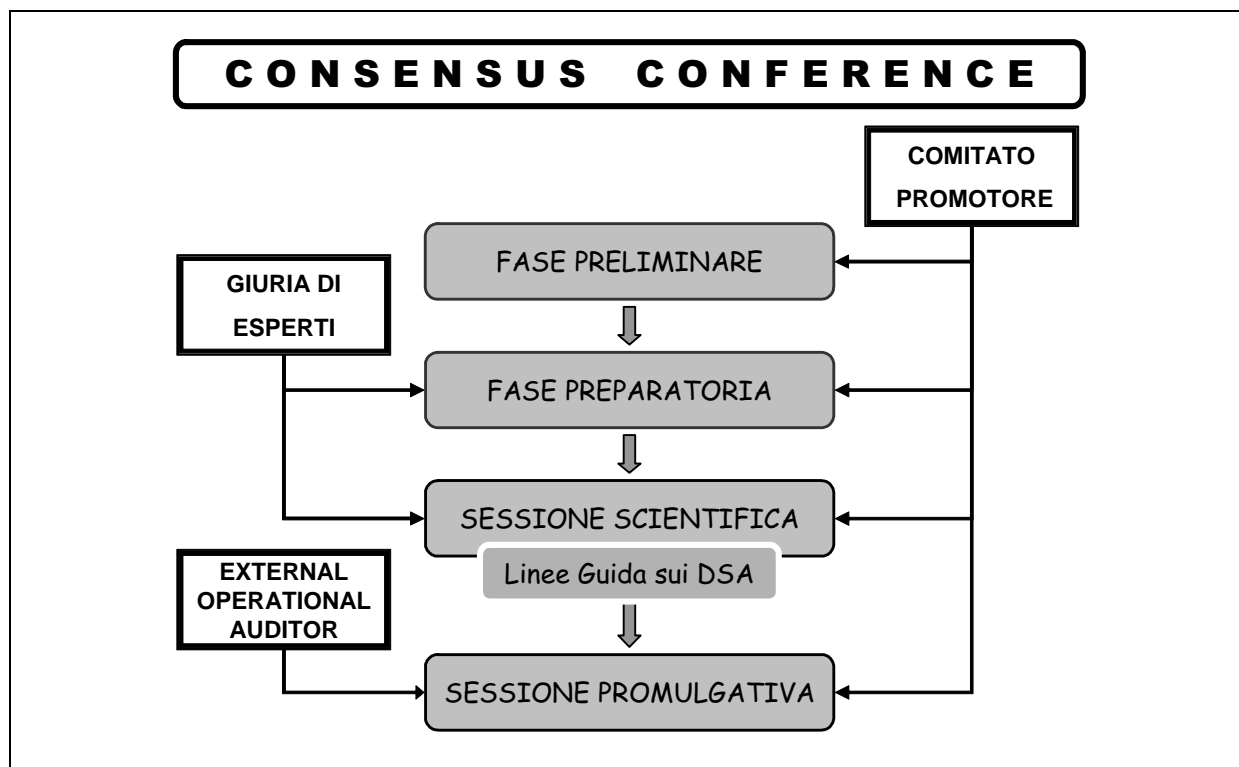 CONSENSUS CONFERENCE
COMITATO
PROMOTORE
FASE PRELIMINARE
GIURIA DI
ESPERTI
FASE PREPARATORIA
SESSIONE SCIENTIFICA
Linee Guida sui DSA
EXTERNAL
OPERATIONAL
AUDITOR
SESSIONE PROMULGATIVA